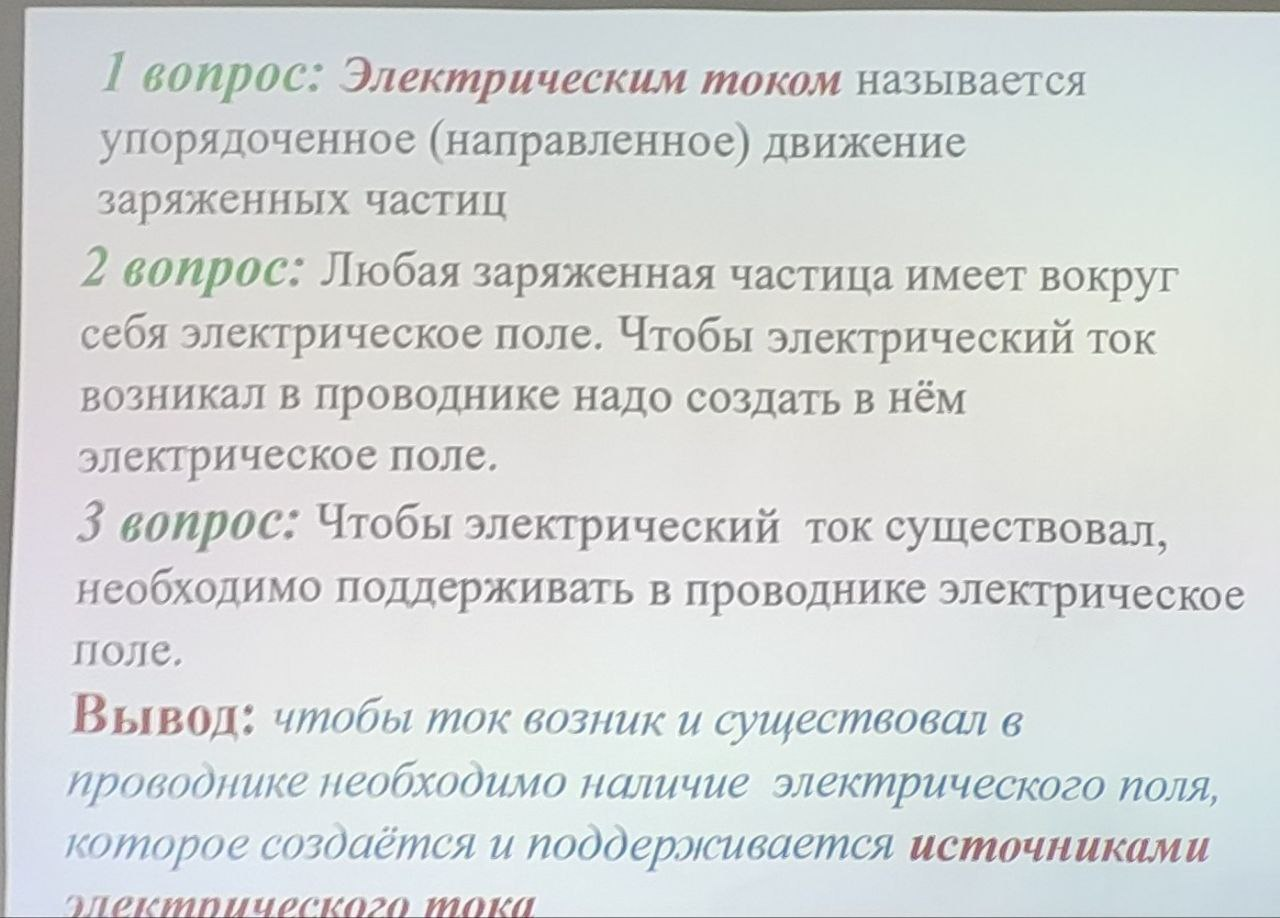 1 вопрос: Электрическим током называется
упорядоченное (направленное) движение
заряженных частиц
2 вопрос: Любая заряженная частица имеет вокруг
себя электрическое поле. Чтобы электрический ток
возникал в проводнике надо создать в нём
электрическое поле.
3 вопрос: Чтобы электрический ток существовал,
необходимо поддерживать в проводнике электрическое
поле.
Вывод: чтобы ток возник и существовал в
проводнике необходимо наличие электрического поля,
которое создаётся и поддерживается источниками
электрического тока